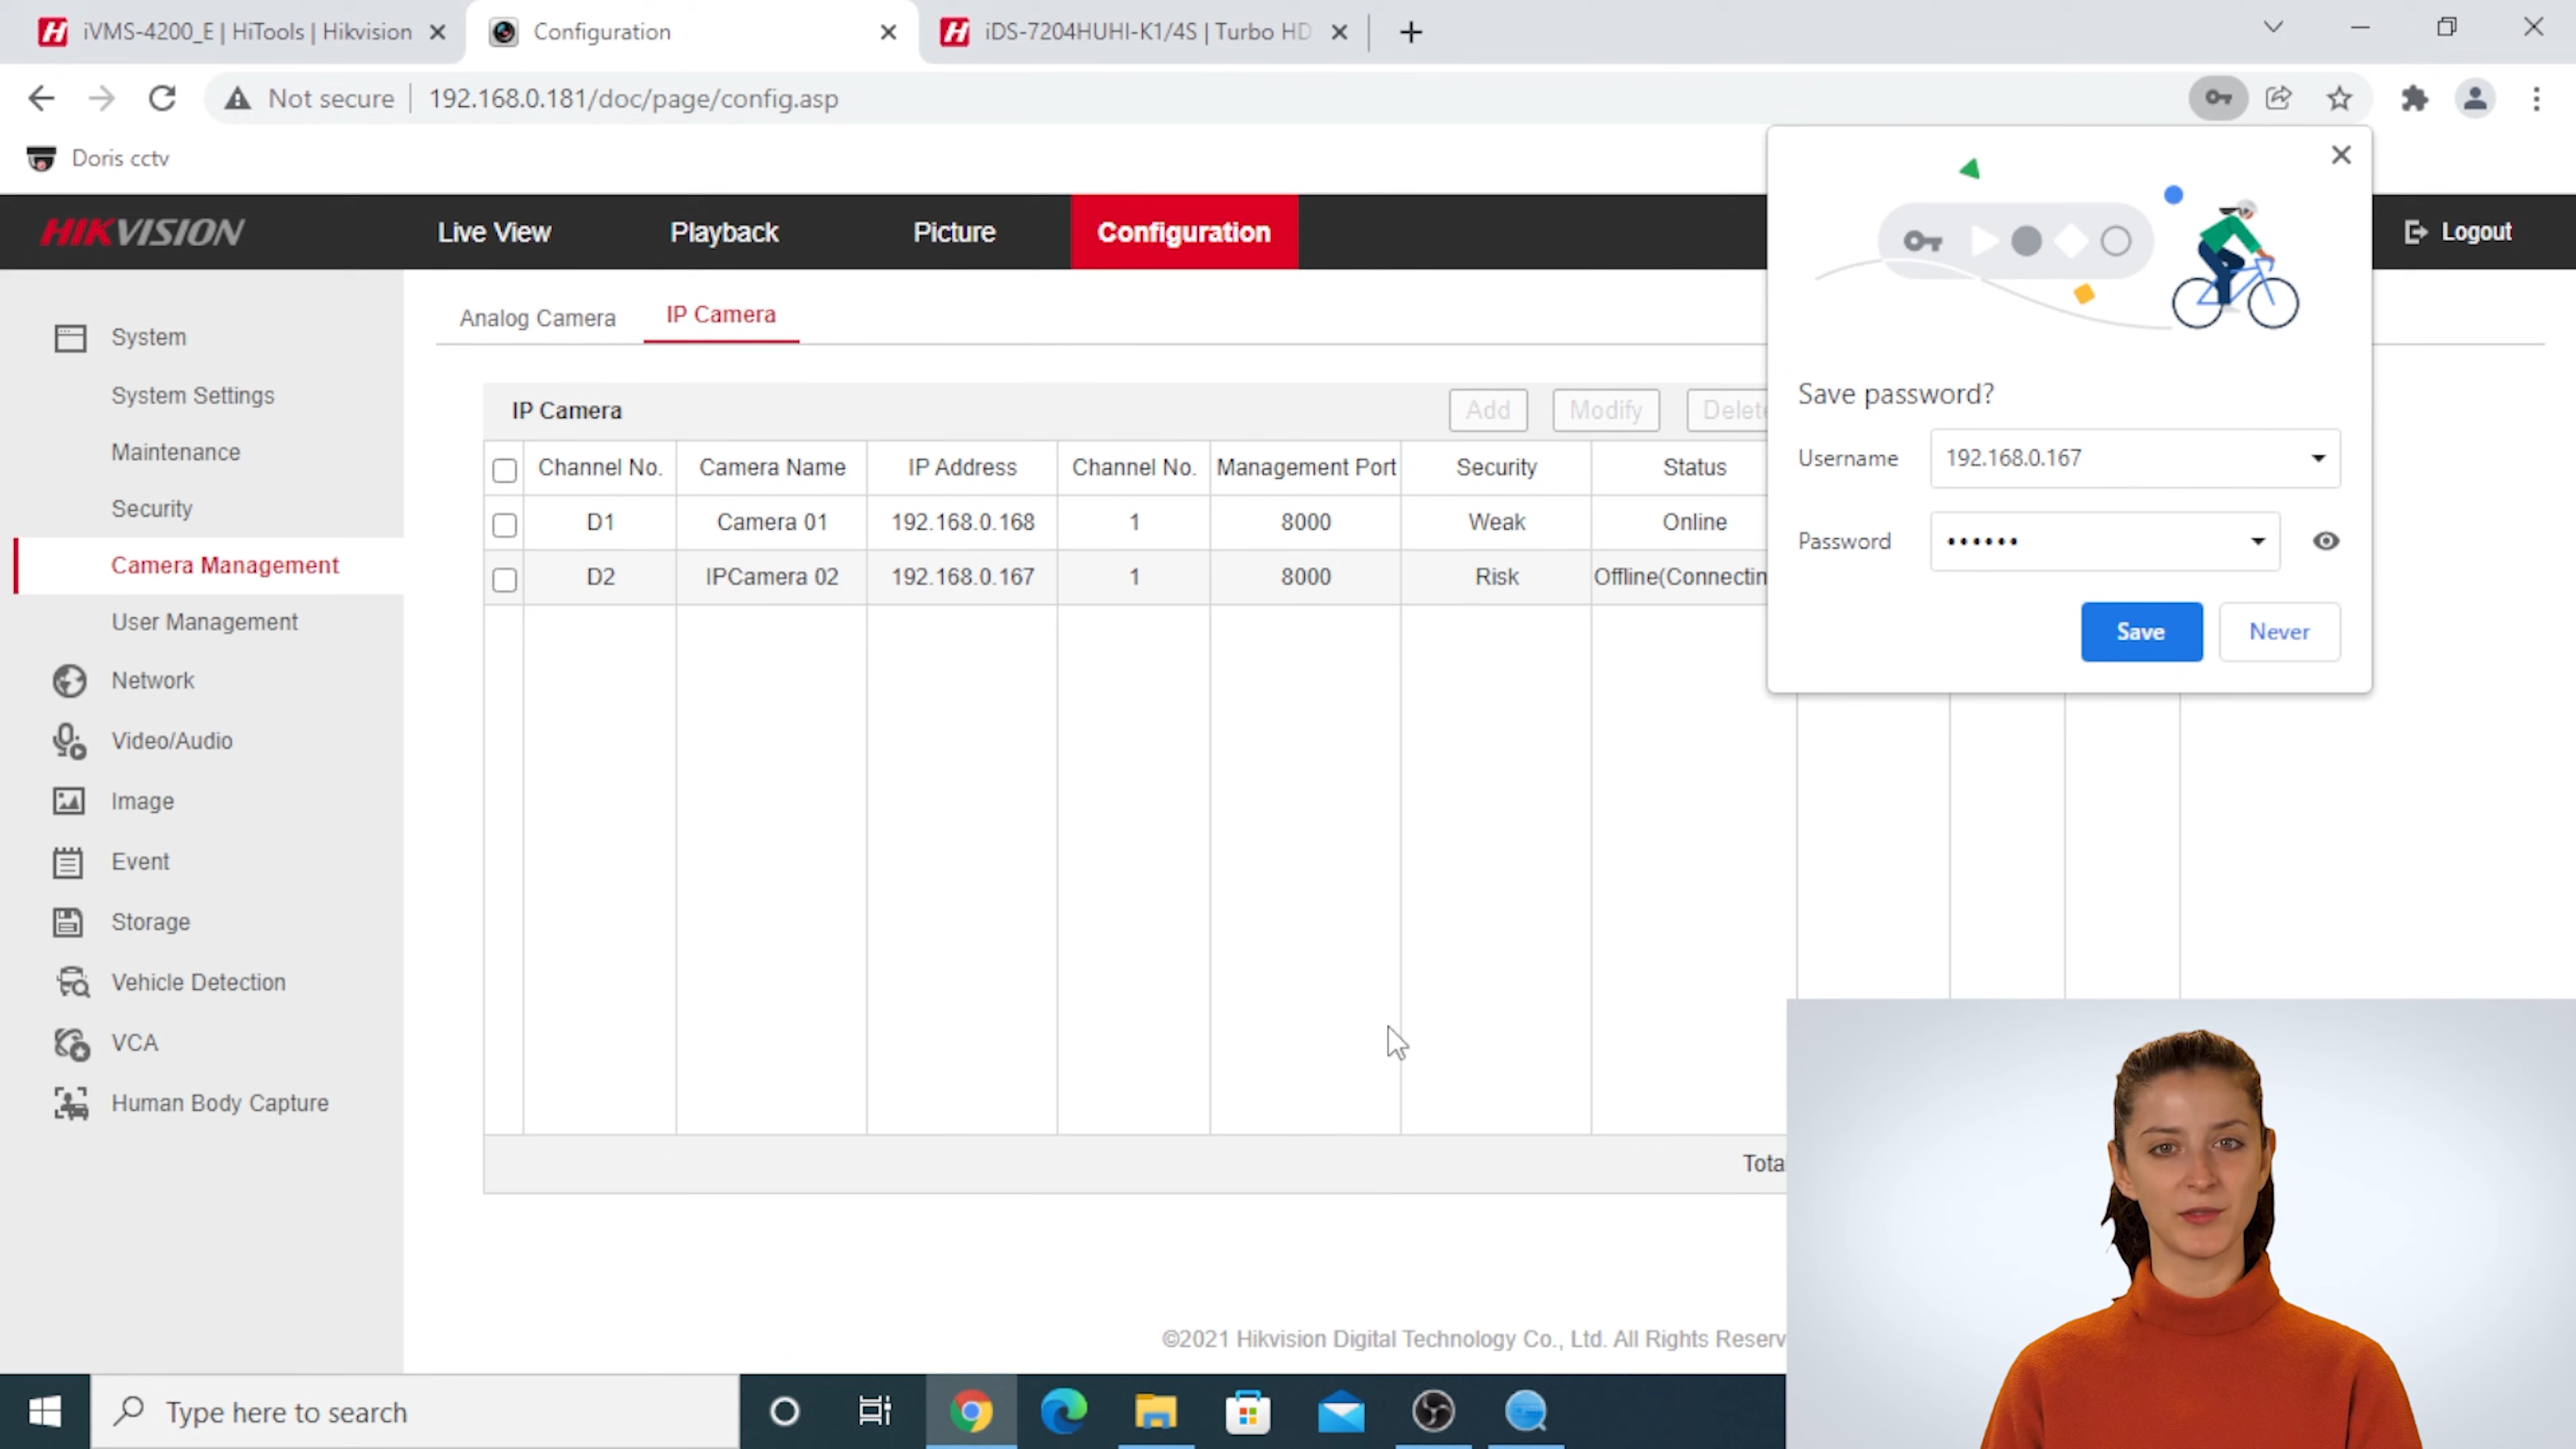 iVMS-4200_E | HiTools | Hikvision
Configuration
iDS-7204HUHI-K1/4S | Turbo HD
Not secure
192.168.0.181/doc/page/config.asp
Doris cctv
HIKVISION
Live View
Playback
Picture
Configuration
Logout
System
System Settings
Maintenance
Security
Camera Management
User Management
Network
Video/Audio
Image
Event
Storage
Vehicle Detection
VCA
Human Body Capture
Analog Camera
IP Camera
IP Camera
Add
Modify
Delete
Channel No. Camera Name IP Address Channel No. Management Port Security Status
D1 Camera 01 192.168.0.168 1 8000 Weak Online
D2 IPCamera 02 192.168.0.167 1 8000 Risk Offline(Connectin
Tota
©2021 Hikvision Digital Technology Co., Ltd. All Rights Reserv
Save password?
Username 192.168.0.167
Password ••••••
Save
Never
Type here to search